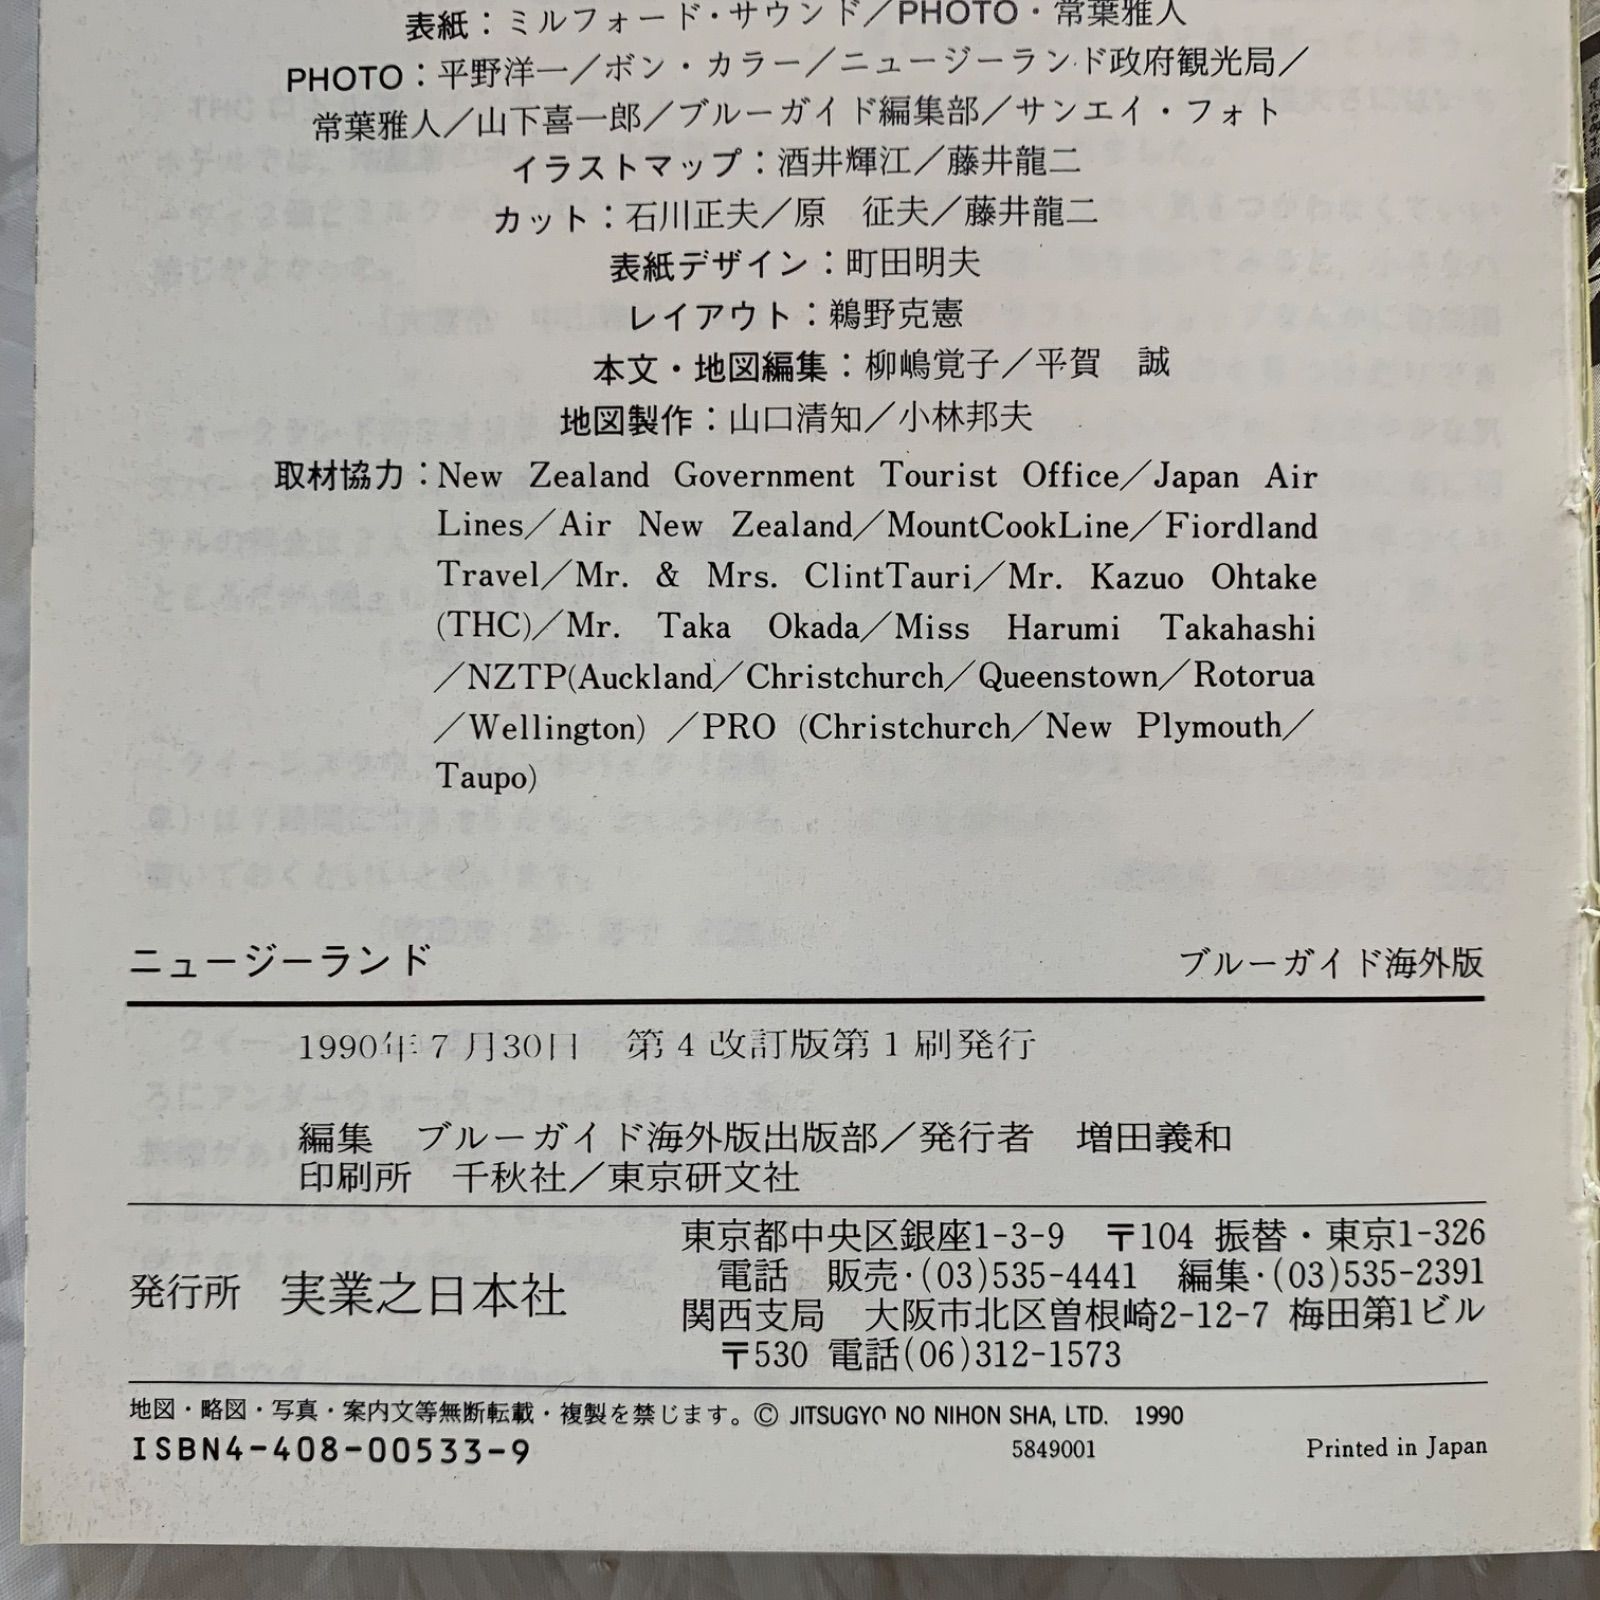 表紙：ミルフォード・サウンド／PHOTO・常葉雅人
PHOTO：平野洋一／ボン・カラー／ニュージーランド政府観光局／
常葉雅人／山下喜一郎／ブルーガイド編集部／サンエイ・フォト
イラストマップ：酒井輝江／藤井龍二
カット：石川正夫／原　征夫／藤井龍二
表紙デザイン：町田明夫
レイアウト：鵜野克憲
本文・地図編集：柳嶋覚子／平賀　誠
地図製作：山口清知／小林邦夫
取材協力：New Zealand Government Tourist Office／Japan Air
Lines／Air New Zealand／MountCookLine／Fiordland
Travel／Mr. & Mrs. ClintTauri／Mr. Kazuo Ohtake
(THC)／Mr. Taka Okada／Miss Harumi Takahashi
／NZTP(Auckland／Christchurch／Queenstown／Rotorua
／Wellington) ／PRO (Christchurch／New Plymouth／
Taupo)
ニュージーランド　ブルーガイド海外版
1990年7月30日　第4改訂版第1刷発行
編集　ブルーガイド海外版出版部／発行者　増田義和
印刷所　千秋社／東京研文社
東京都中央区銀座1-3-9　〒104 振替・東京1-326
電話　販売・(03)535-4441　編集・(03)535-2391
発行所　実業之日本社
関西支局　大阪市北区曽根崎2-12-7 梅田第1ビル
〒530 電話(06)312-1573
地図・略図・写真・案内文等無断転載・複製を禁じます。© JITSUGYO NO NIHON SHA, LTD. 1990
ISBN4-408-00533-9　5849001　Printed in Japan